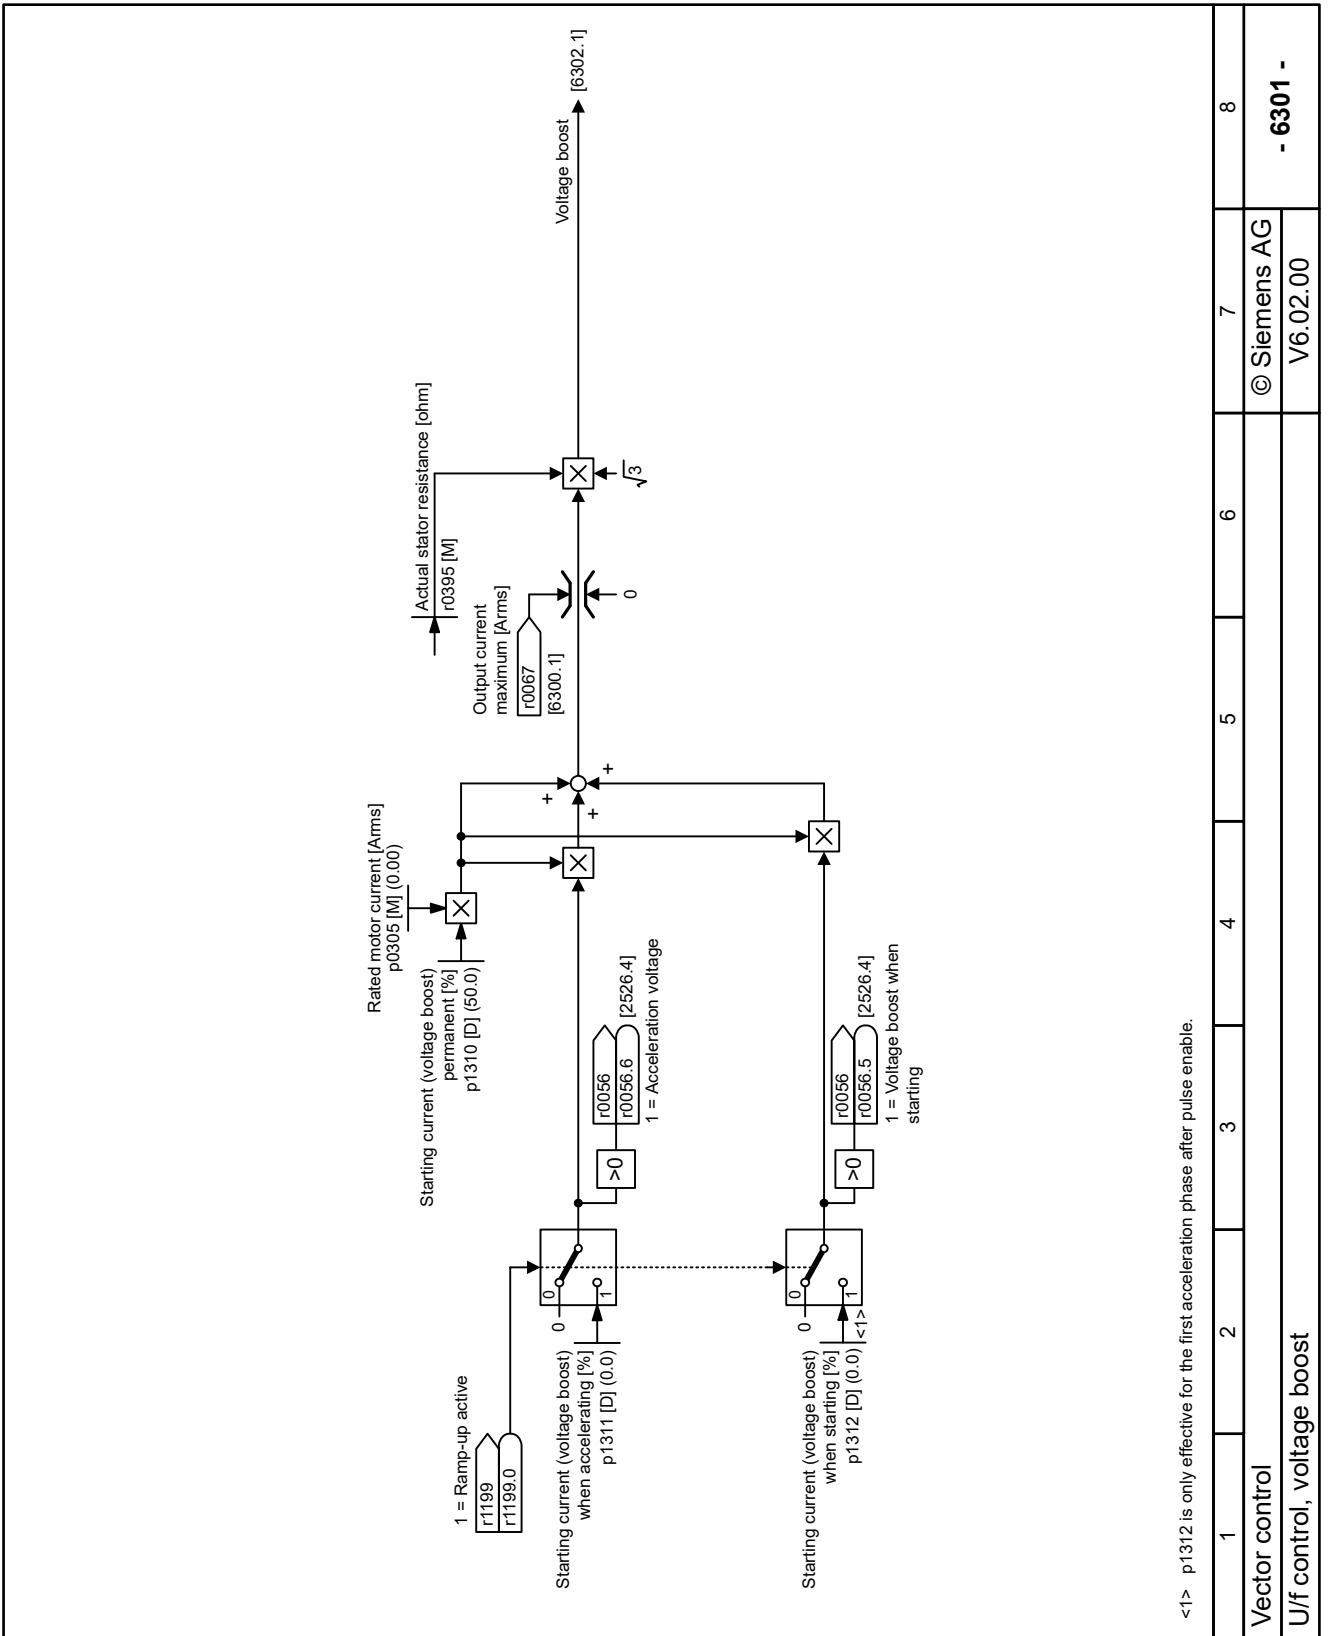 1 = Ramp-up active
r1199
r1199.0
Starting current (voltage boost)
when accelerating [%]
p1311 [D] (0.0)
0
0
1
Starting current (voltage boost)
when starting [%]
p1312 [D] (0.0)
<1>
0
0
1
>0
r0056
r0056.6
[2526.4]
1 = Acceleration voltage
>0
r0056
r0056.5
[2526.4]
1 = Voltage boost when
starting
Starting current (voltage boost)
permanent [%]
p1310 [D] (50.0)
Rated motor current [Arms]
p0305 [M] (0.00)
+
+
+
Output current
maximum [Arms]
r0067
[6300.1]
0
Actual stator resistance [ohm]
r0395 [M]
√3
Voltage boost
[6302.1]
<1> p1312 is only effective for the first acceleration phase after pulse enable.
1 2 3 4 5 6 7 8
Vector control
U/f control, voltage boost
© Siemens AG
V6.02.00
- 6301 -